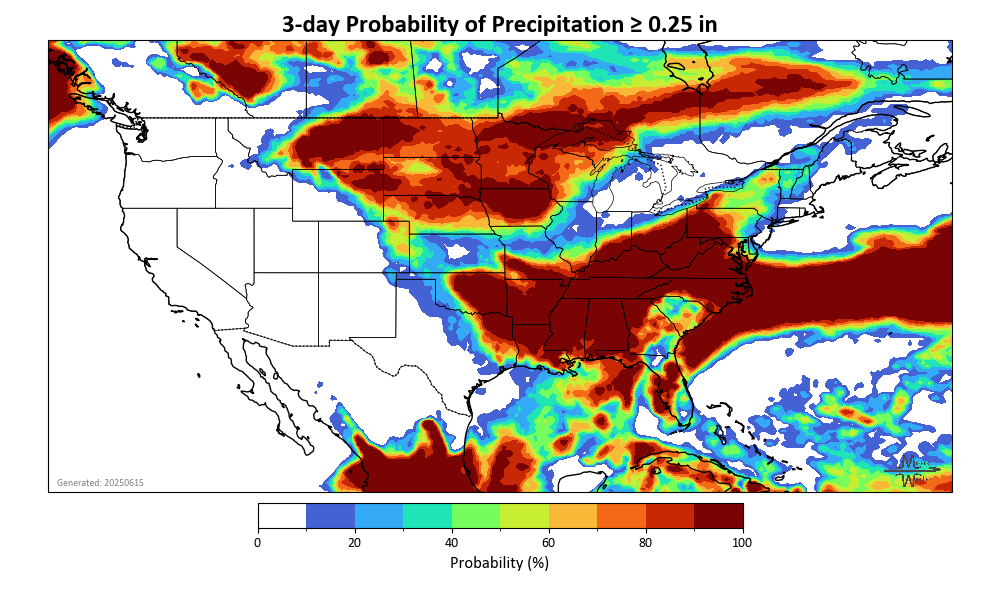 3-day Probability of Precipitation ≥ 0.25 in
Generated: 20250615
0 20 40 60 80 100
Probability (%)